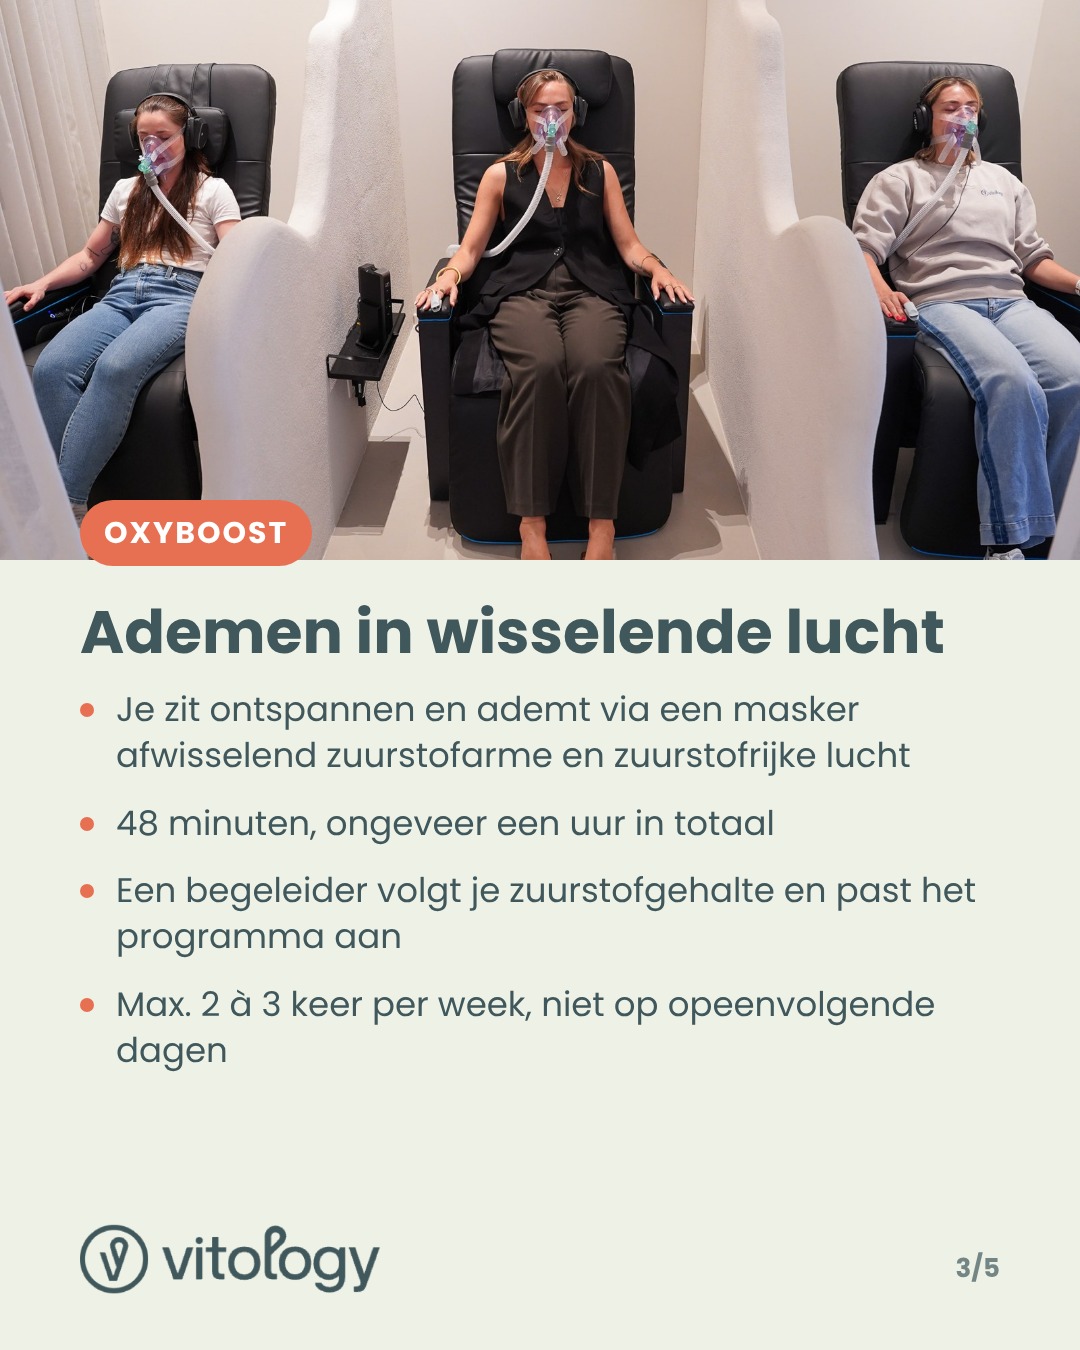 OXYBOOST
Ademen in wisselende lucht
Je zit ontspannen en ademt via een masker
afwisselend zuurstofarme en zuurstofrijke lucht
48 minuten, ongeveer een uur in totaal
Een begeleider volgt je zuurstofgehalte en past het
programma aan
Max. 2 à 3 keer per week, niet op opeenvolgende
dagen
vitology
3/5